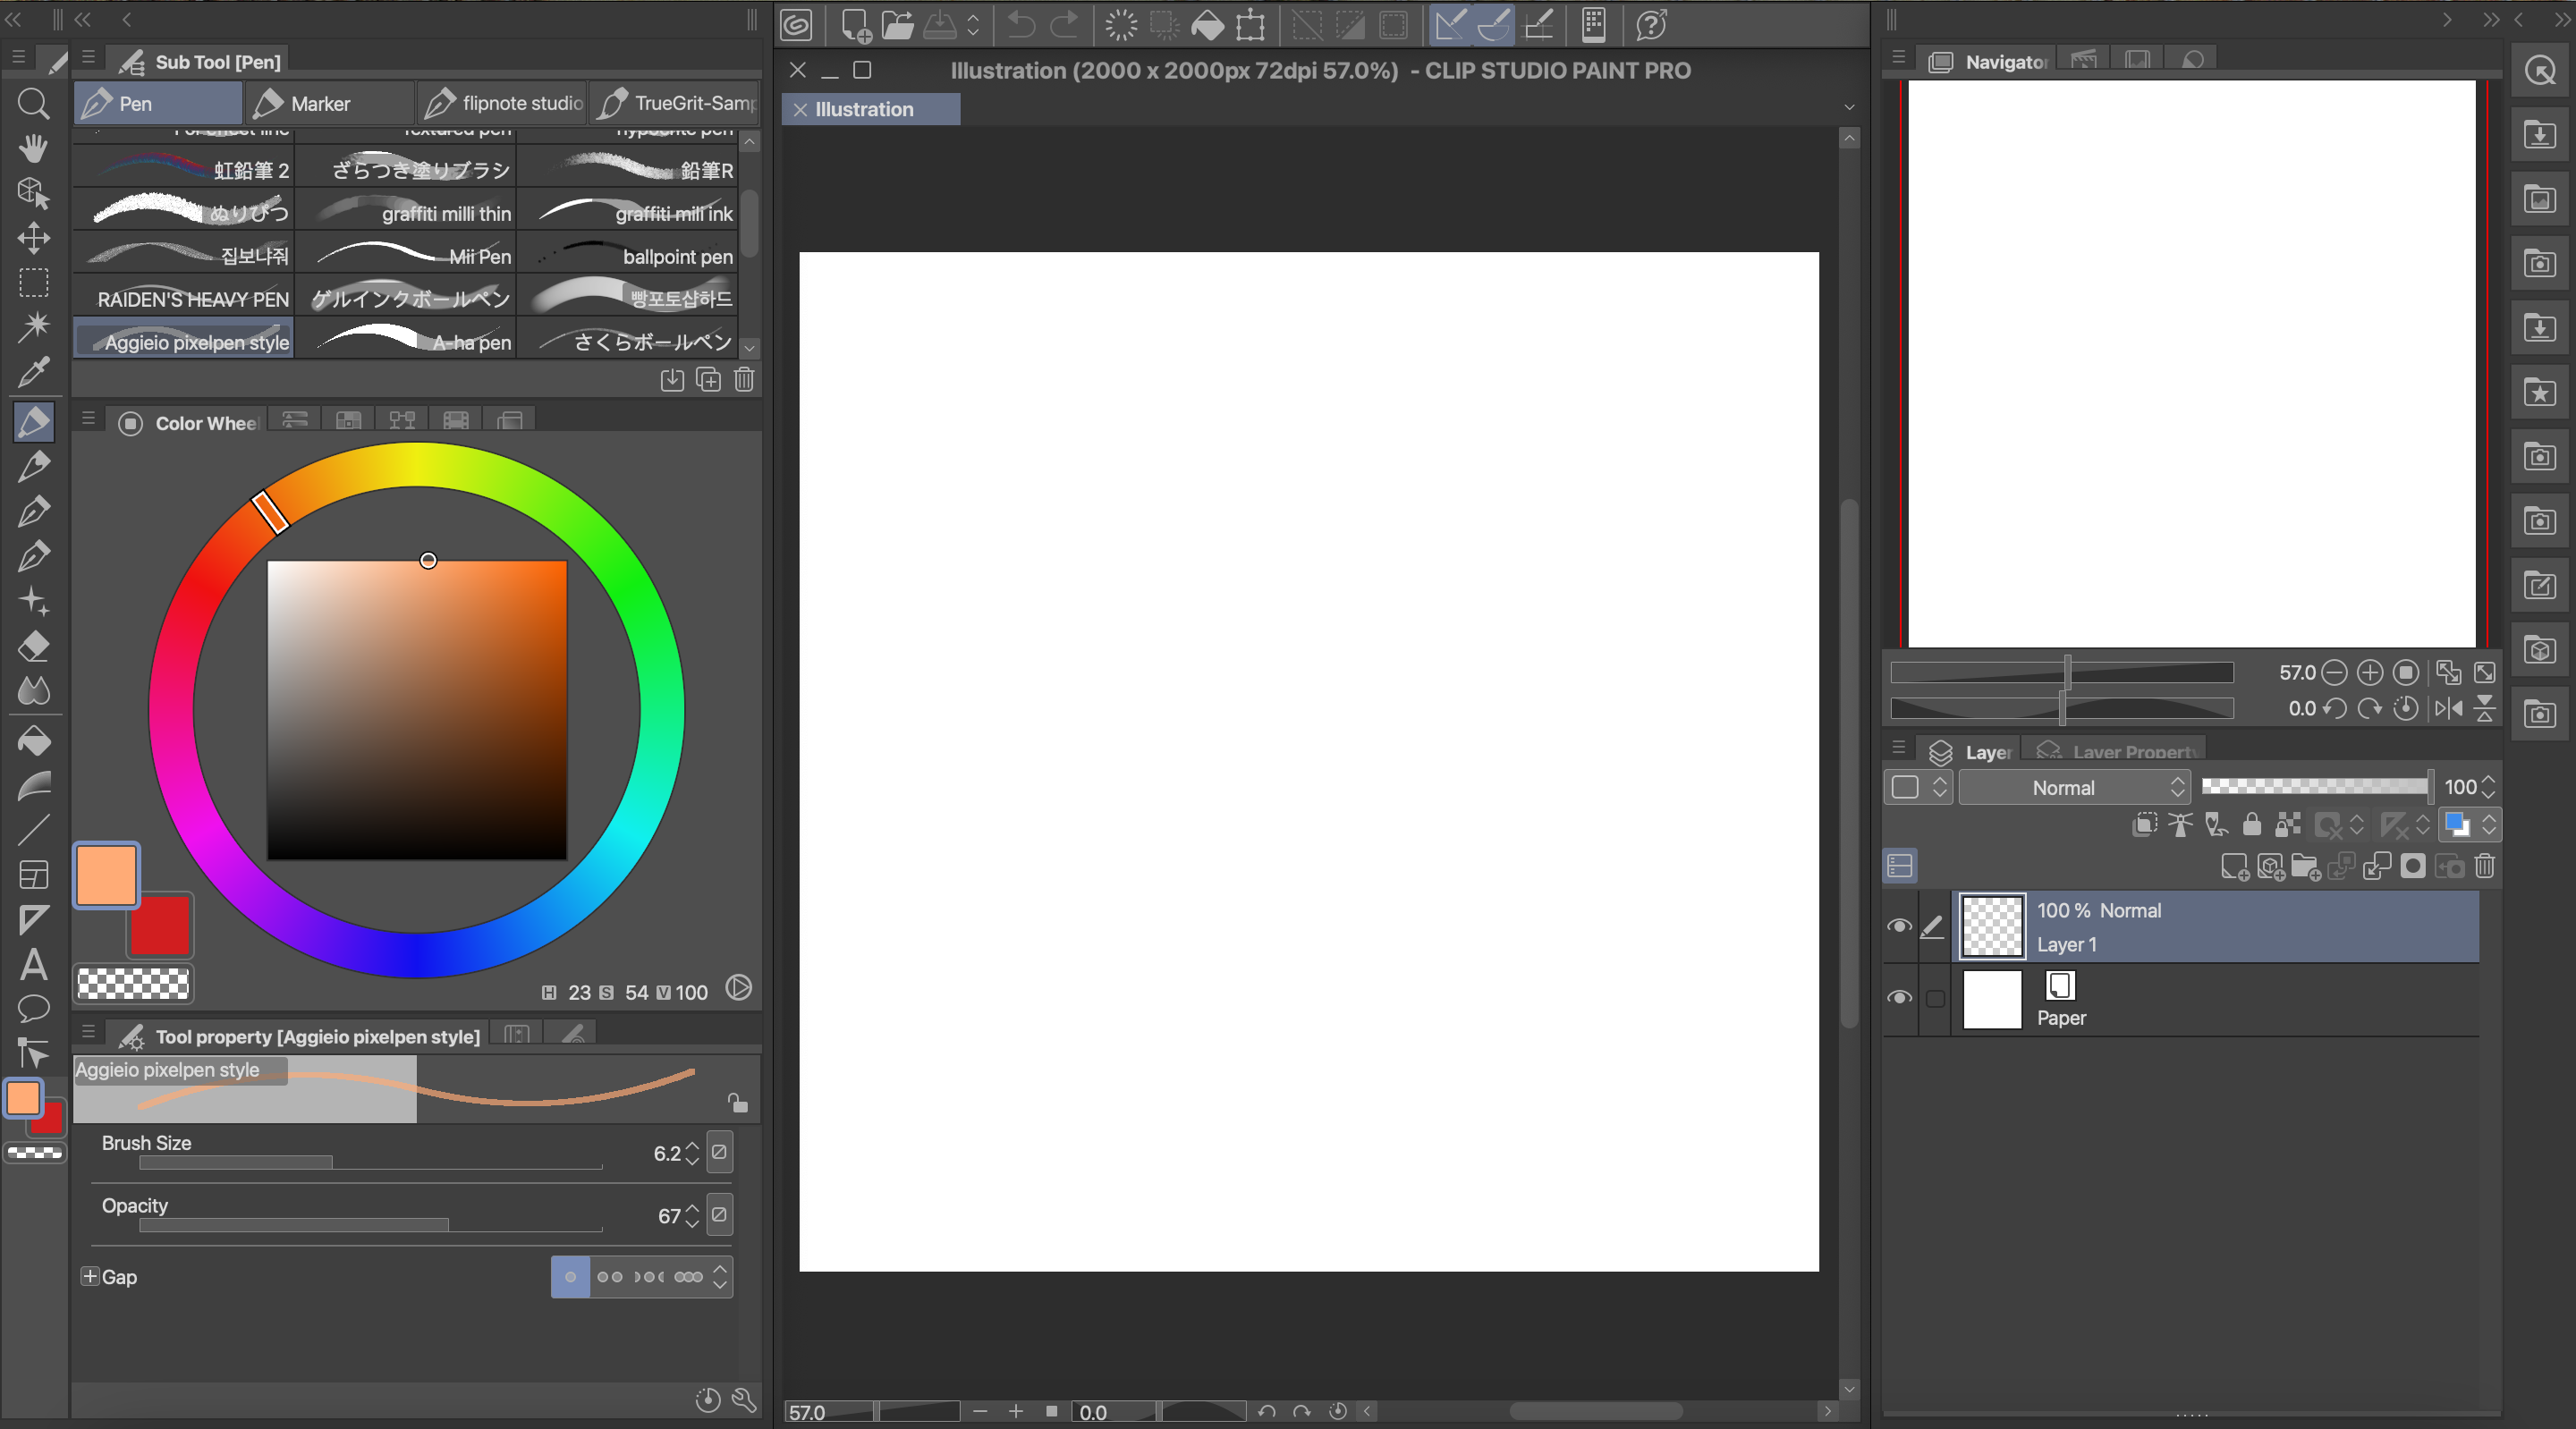 Sub Tool [Pen]
Pen
Marker
flipnote studio
TrueGrit-Samp
Textured pen
虹鉛筆 2
ざらつき塗りブラシ
鉛筆R
ぬりぴつ
graffiti milli thin
graffiti mili ink
집보내줘
Mii Pen
ballpoint pen
RAIDEN'S HEAVY PEN
ゲルインクボールペン
빵포토샵하드
Aggieio pixelpen style
A-ha pen
さくらボールペン
Color Wheel
H 23 S 54 V 100
Tool property [Aggieio pixelpen style]
Aggieio pixelpen style
Brush Size
6.2
Opacity
67
Gap
Illustration (2000 x 2000px 72dpi 57.0%) - CLIP STUDIO PAINT PRO
Illustration
57.0
0.0
Navigator
57.0
0.0
Layer
Layer Property
Normal
100
100 % Normal
Layer 1
Paper